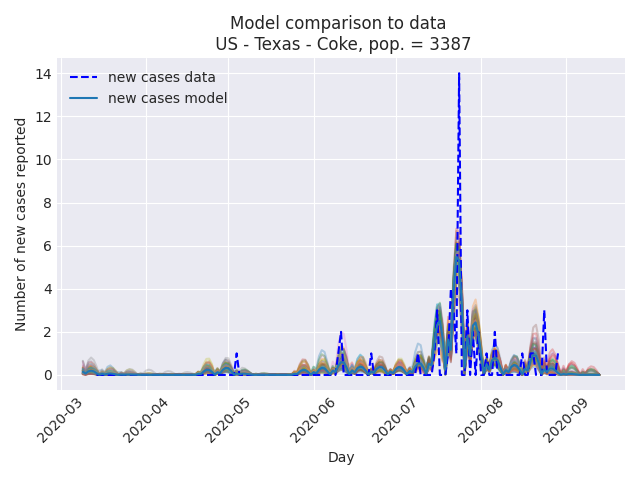 Model comparison to data
US - Texas - Coke, pop. = 3387
new cases data
new cases model
Number of new cases reported
14
12
10
8
6
4
2
0
2020-03
2020-04
2020-05
2020-06
2020-07
2020-08
2020-09
Day